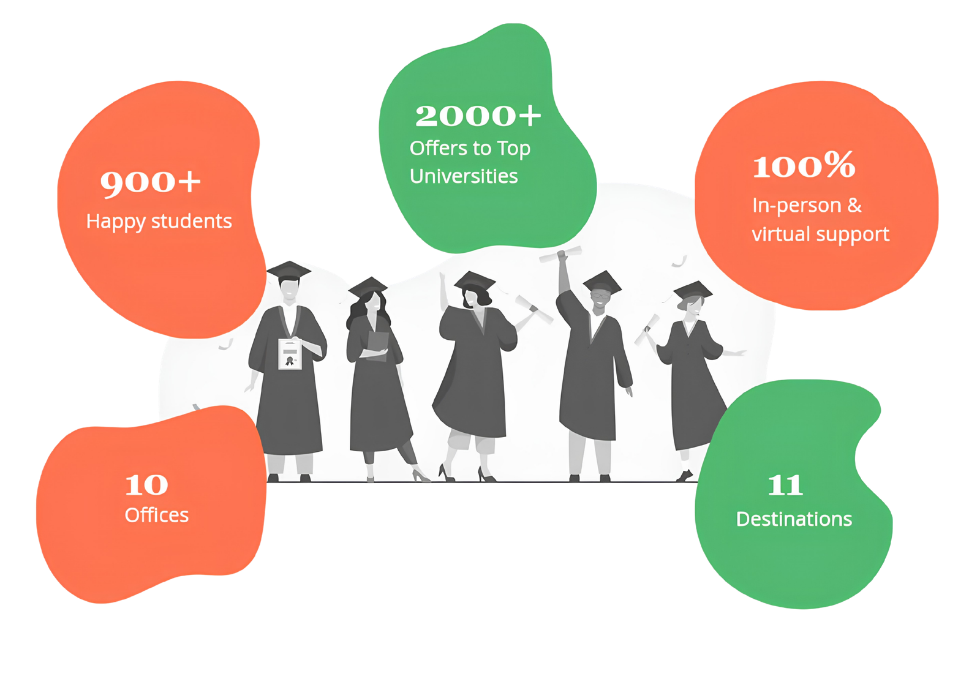 2000+
Offers to Top
Universities
900+
Happy students
100%
In-person &
virtual support
10
Offices
11
Destinations